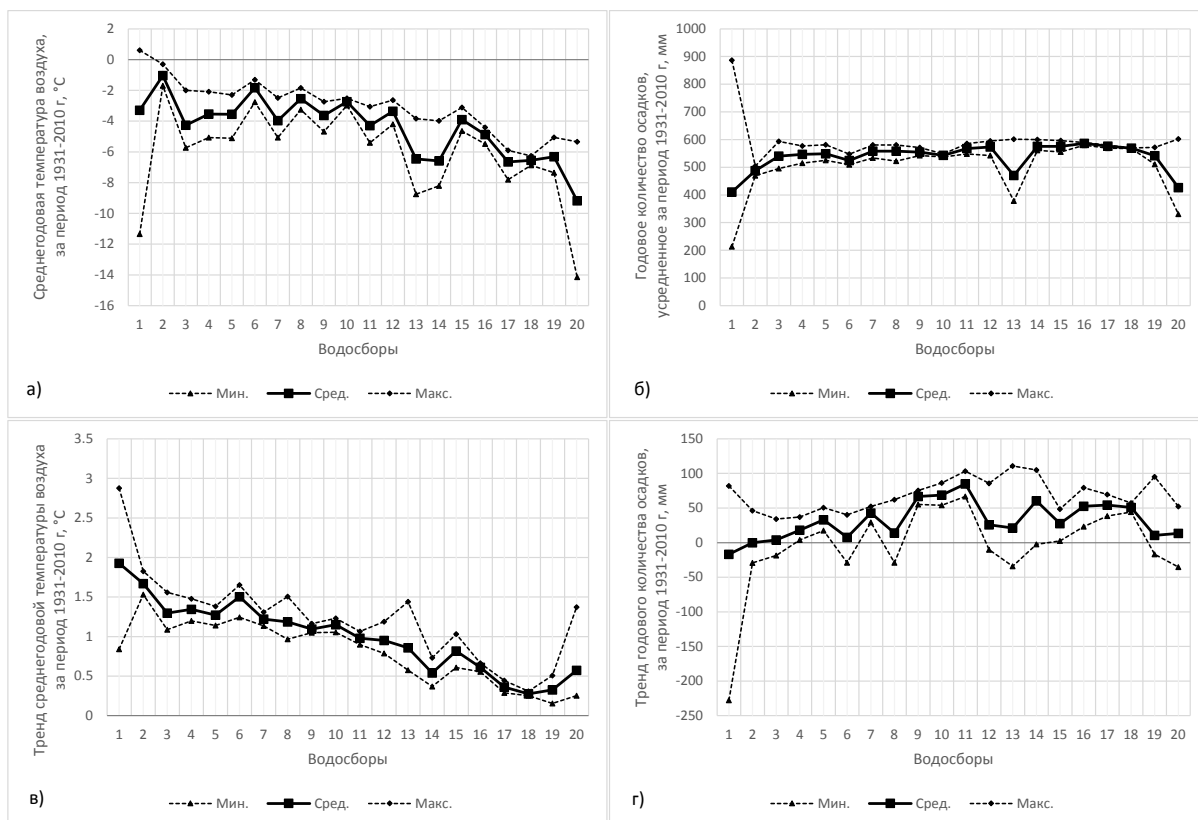 Среднегодовая температура воздуха,
за период 1931-2010 г, °С
2
0
-2
-4
-6
-8
-10
-12
-14
-16
1 2 3 4 5 6 7 8 9 10 11 12 13 14 15 16 17 18 19 20
Водосборы
а)
Мин. Сред. Макс.
Годовое количество осадков,
усредненное за период 1931-2010 г, мм
1000
900
800
700
600
500
400
300
200
100
0
1 2 3 4 5 6 7 8 9 10 11 12 13 14 15 16 17 18 19 20
Водосборы
б)
Мин. Сред. Макс.
Тренд среднегодовой температуры воздуха
за период 1931-2010 г, °С
3.5
3
2.5
2
1.5
1
0.5
0
1 2 3 4 5 6 7 8 9 10 11 12 13 14 15 16 17 18 19 20
Водосборы
в)
Мин. Сред. Макс.
Тренд годового количества осадков,
за период 1931-2010 г, мм
150
100
50
0
-50
-100
-150
-200
-250
1 2 3 4 5 6 7 8 9 10 11 12 13 14 15 16 17 18 19 20
Водосборы
г)
Мин. Сред. Макс.